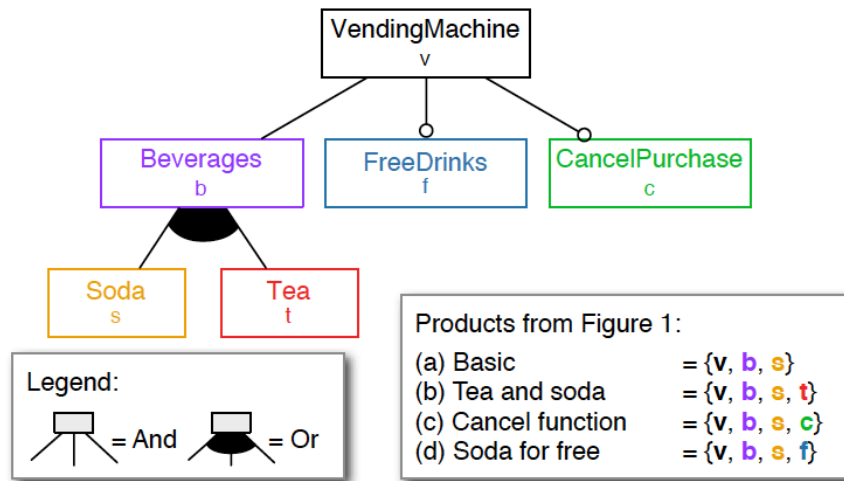 VendingMachine
v
Beverages
b
FreeDrinks
f
CancelPurchase
c
Soda
s
Tea
t
Legend:
= And
= Or
Products from Figure 1:
(a) Basic = {v, b, s}
(b) Tea and soda = {v, b, s, t}
(c) Cancel function = {v, b, s, c}
(d) Soda for free = {v, b, s, f}